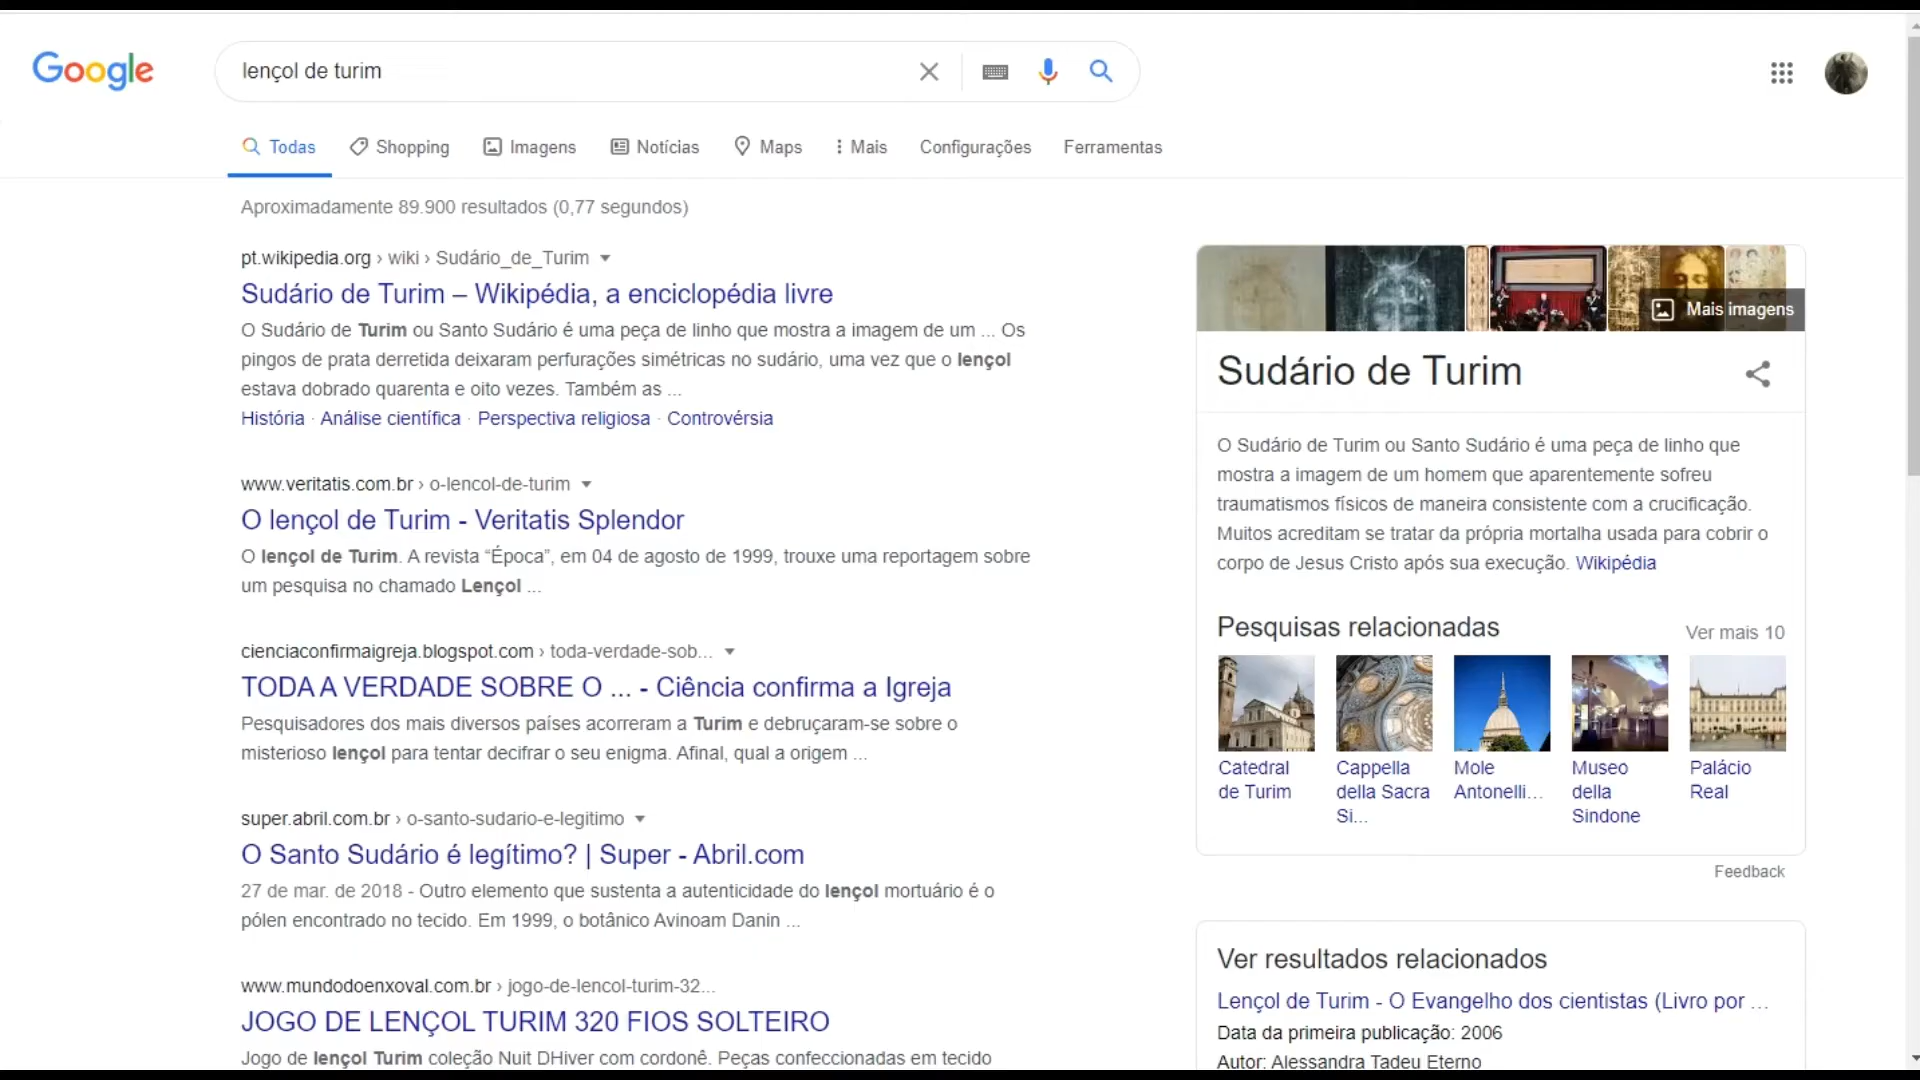 Google
lençol de turim
Todas
Shopping
Imagens
Notícias
Maps
Mais
Configurações
Ferramentas
Aproximadamente 89.900 resultados (0,77 segundos)
pt.wikipedia.org › wiki › Sudário_de_Turim
Sudário de Turim – Wikipédia, a enciclopédia livre
O Sudário de Turim ou Santo Sudário é uma peça de linho que mostra a imagem de um ... Os
pingos de prata derretida deixaram perfurações simétricas no sudário, uma vez que o lençol
estava dobrado quarenta e oito vezes. Também as ...
História · Análise científica · Perspectiva religiosa · Controvérsia
www.veritatis.com.br › o-lencol-de-turim
O lençol de Turim - Veritatis Splendor
O lençol de Turim. A revista “Época”, em 04 de agosto de 1999, trouxe uma reportagem sobre
um pesquisa no chamado Lençol ...
cienciaconfirmaigreja.blogspot.com › toda-verdade-sob...
TODA A VERDADE SOBRE O ... - Ciência confirma a Igreja
Pesquisadores dos mais diversos países acorreram a Turim e debruçaram-se sobre o
misterioso lençol para tentar decifrar o seu enigma. Afinal, qual a origem ...
super.abril.com.br › o-santo-sudario-e-legitimo
O Santo Sudário é legítimo? | Super - Abril.com
27 de mar. de 2018 - Outro elemento que sustenta a autenticidade do lençol mortuário é o
pólen encontrado no tecido. Em 1999, o botânico Avinoam Danin ...
www.mundodoenxoval.com.br › jogo-de-lencol-turim-32...
JOGO DE LENÇOL TURIM 320 FIOS SOLTEIRO
Jogo de lençol Turim coleção Nuit DHiver com cordonê. Peças confeccionadas em tecido
Mais imagens
Sudário de Turim
O Sudário de Turim ou Santo Sudário é uma peça de linho que
mostra a imagem de um homem que aparentemente sofreu
traumatismos físicos de maneira consistente com a crucificação.
Muitos acreditam se tratar da própria mortalha usada para cobrir o
corpo de Jesus Cristo após sua execução. Wikipédia
Pesquisas relacionadas
Ver mais 10
Catedral
de Turim
Cappella
della Sacra
Si...
Mole
Antonelli...
Museo
della
Sindone
Palácio
Real
Feedback
Ver resultados relacionados
Lençol de Turim - O Evangelho dos cientistas (Livro por ...
Data da primeira publicação: 2006
Autor: Alessandra Tadeu Eterno